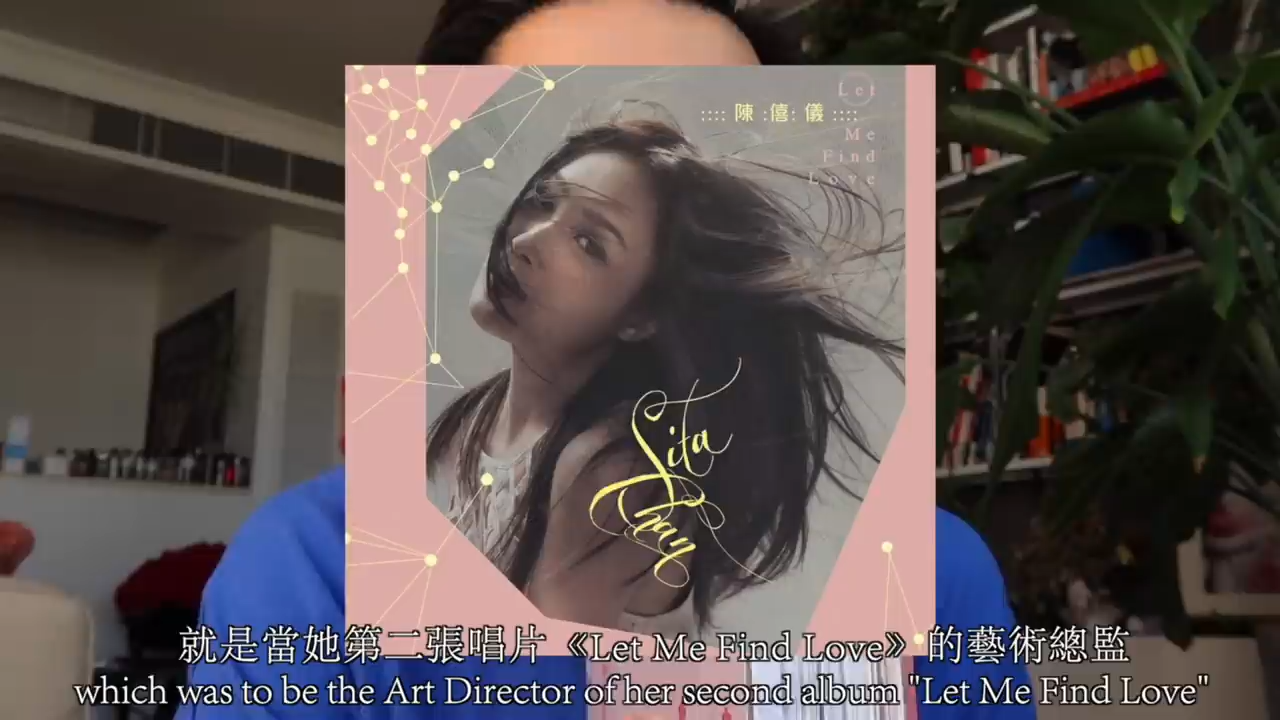 Let
:::: 陳 :僖: 儀 ::::
Me
Find
Love
Sita
Chan
就是當她第二張唱片《Let Me Find Love》的藝術總監
which was to be the Art Director of her second album "Let Me Find Love"